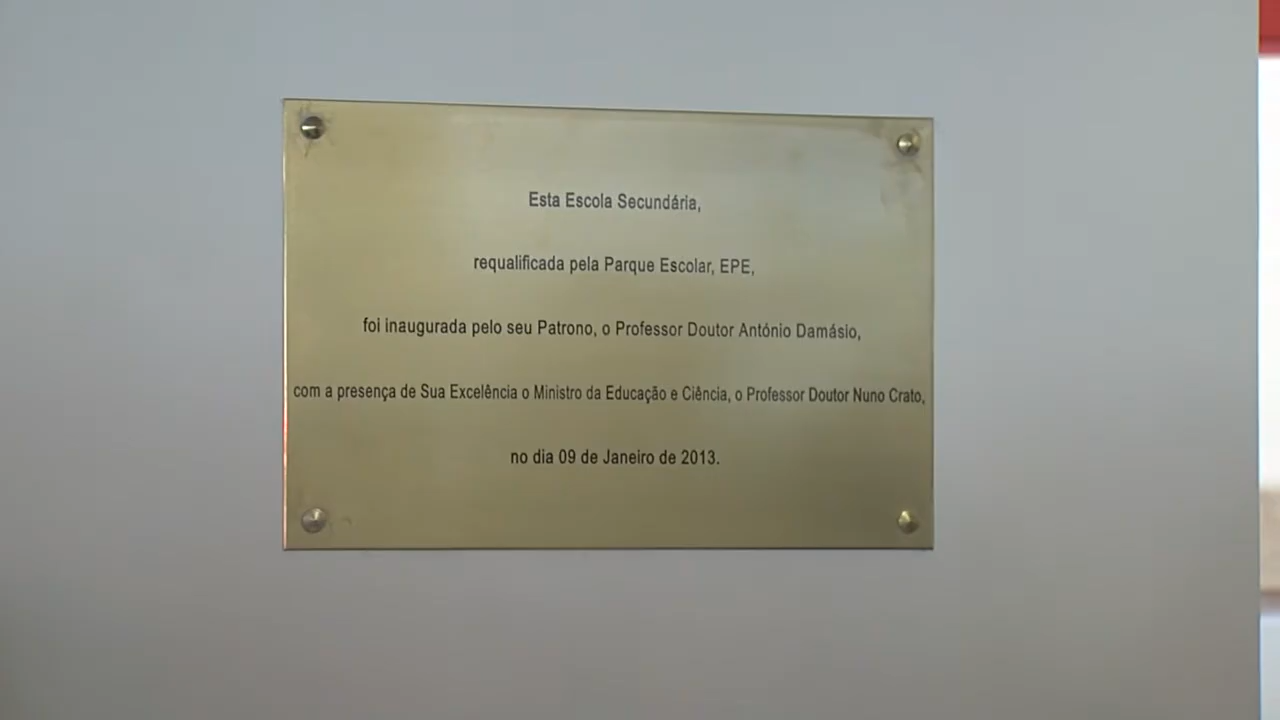 Esta Escola Secundária,
requalificada pela Parque Escolar, EPE,
foi inaugurada pelo seu Patrono, o Professor Doutor António Damásio,
com a presença de Sua Excelência o Ministro da Educação e Ciência, o Professor Doutor Nuno Crato,
no dia 09 de Janeiro de 2013.